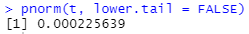 > pnorm(t, lower.tail = FALSE)
[1] 0.000225639